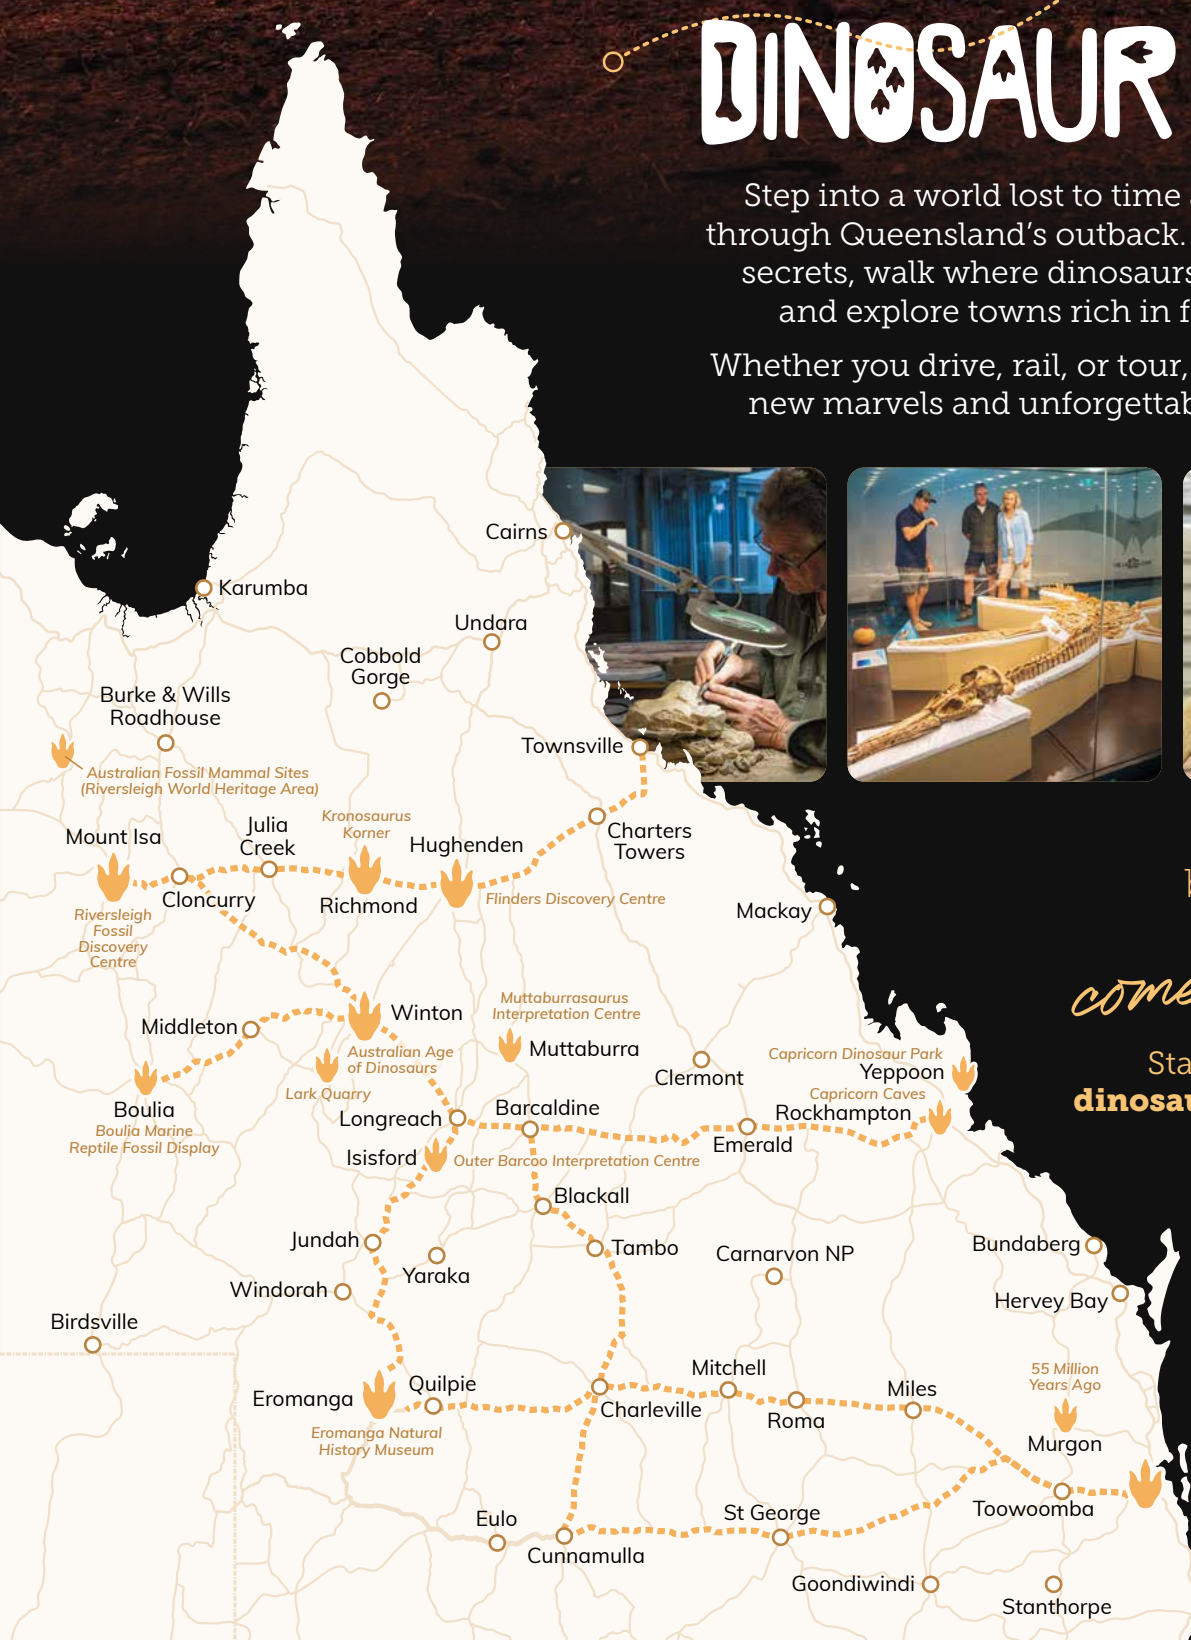 DINOSAUR
Step into a world lost to time
through Queensland's outback.
secrets, walk where dinosaurs
and explore towns rich in f
Whether you drive, rail, or tour,
new marvels and unforgettab
Cairns
Karumba
Undara
Cobbold
Gorge
Burke & Wills
Roadhouse
Townsville
Australian Fossil Mammal Sites
(Riversleigh World Heritage Area)
Mount Isa
Julia
Creek
Kronosaurus
Korner
Hughenden
Charters
Towers
Cloncurry
Richmond
Flinders Discovery Centre
Mackay
Riversleigh
Fossil
Discovery
Centre
come
Muttaburrasaurus
Interpretation Centre
Winton
Middleton
Muttaburra
Australian Age
of Dinosaurs
Lark Quarry
Clermont
Capricorn Dinosaur Park
Yeppoon
Sta
Capricorn Caves
Rockhampton
dinosau
Boulia
Boulia Marine
Reptile Fossil Display
Longreach
Barcaldine
Emerald
Isisford
Outer Barcoo Interpretation Centre
Blackall
Jundah
Tambo
Yaraka
Carnarvon NP
Bundaberg
Windorah
Hervey Bay
Birdsville
Mitchell
55 Million
Years Ago
Eromanga
Quilpie
Charleville
Roma
Miles
Murgon
Eromanga Natural
History Museum
Toowoomba
Eulo
St George
Cunnamulla
Goondiwindi
Stanthorpe